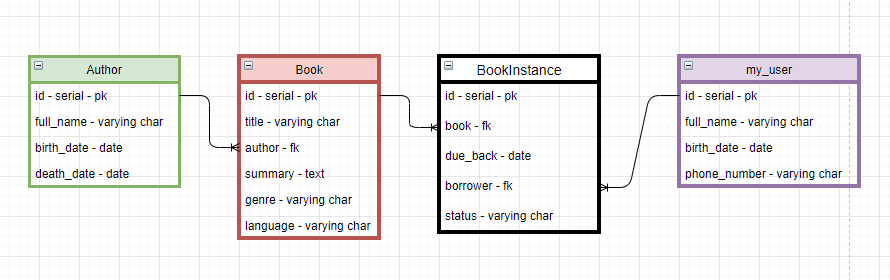 Author
id - serial - pk
full_name - varying char
birth_date - date
death_date - date
Book
id - serial - pk
title - varying char
author - fk
summary - text
genre - varying char
language - varying char
BookInstance
id - serial - pk
book - fk
due_back - date
borrower - fk
status - varying char
my_user
id - serial - pk
full_name - varying char
birth_date - date
phone_number - varying char